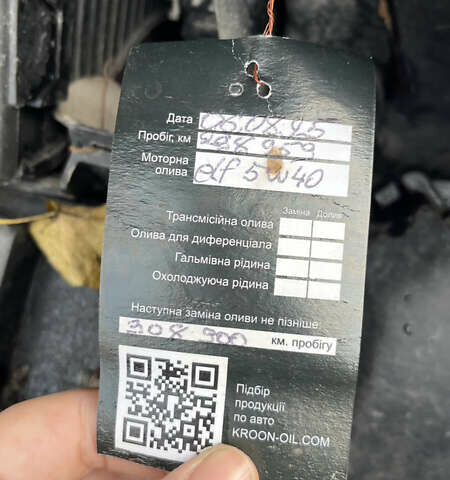 Дата 05.08.25
Пробіг, км 298 959
Моторна
олива elf 5w40
Заміна Долив
Трансмісійна олива
Олива для диференціала
Гальмівна рідина
Охолоджуюча рідина
Наступна заміна оливи не пізніше:
308 900 км. пробігу
Підбір
продукції
по авто
KROON-OIL.COM